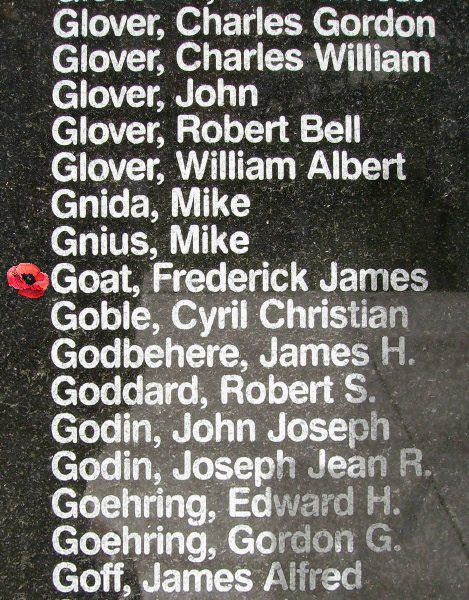 Glover, Charles Gordon
Glover, Charles William
Glover, John
Glover, Robert Bell
Glover, William Albert
Gnida, Mike
Gnius, Mike
Goat, Frederick James
Goble, Cyril Christian
Godbehere, James H.
Goddard, Robert S.
Godin, John Joseph
Godin, Joseph Jean R.
Goehring, Edward H.
Goehring, Gordon G.
Goff, James Alfred